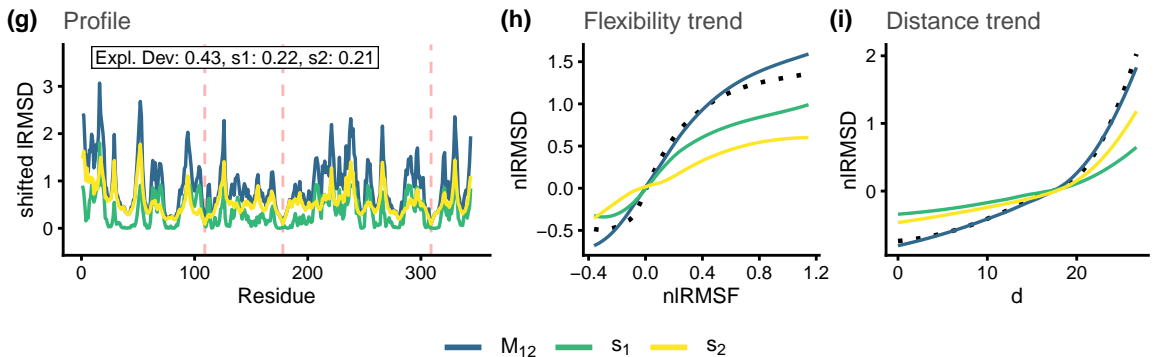 (g) Profile
Expl. Dev: 0.43, s1: 0.22, s2: 0.21
shifted lRMSD
3
2
1
0
1 100 200 300
Residue
(h) Flexibility trend
nlRMSD
1.5
1.0
0.5
0.0
−0.5
−0.4 0.0 0.4 0.8 1.2
nlRMSF
(i) Distance trend
nlRMSD
2
1
0
0 10 20
d
M12 s1 s2